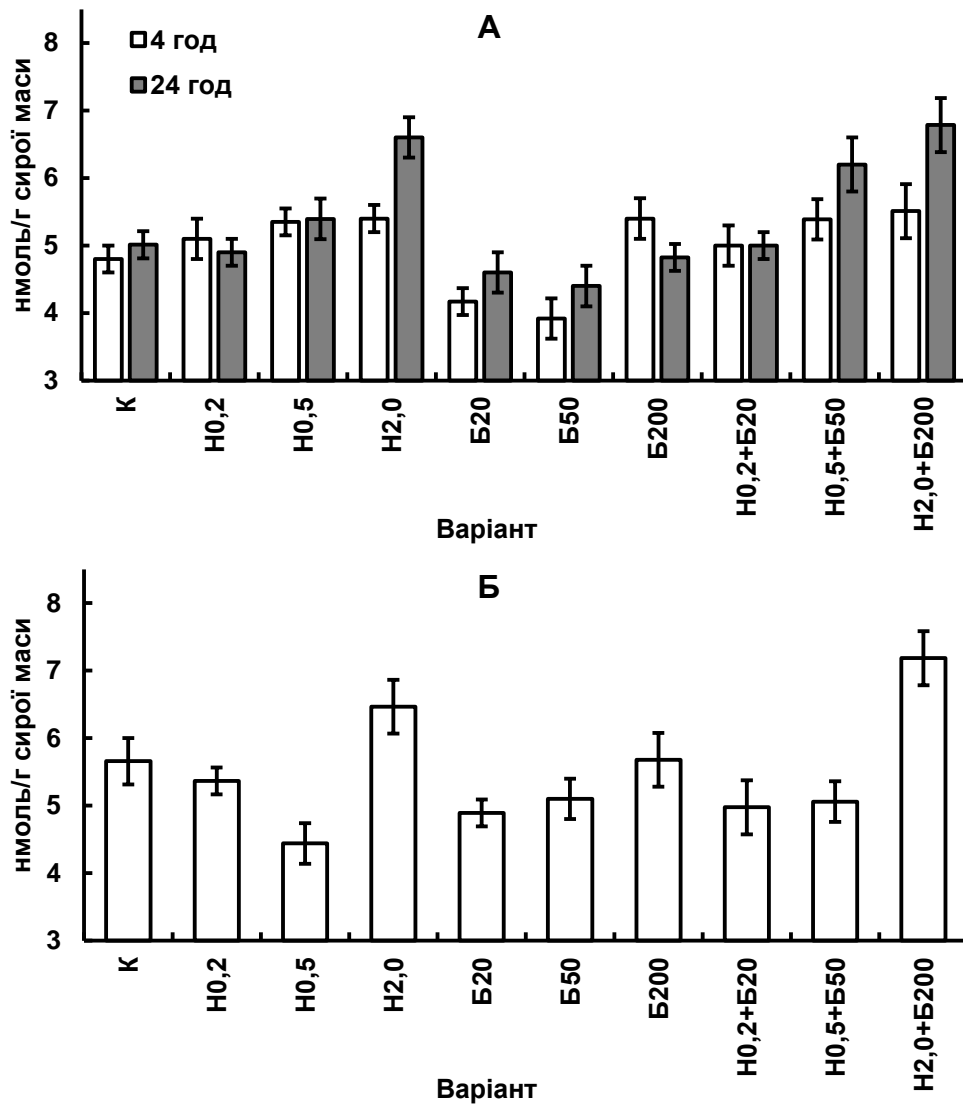 А
4 год
24 год
8
7
6
5
4
3
нмоль/г сирої маси
К
Н0,2
Н0,5
Н2,0
Б20
Б50
Б200
Н0,2+Б20
Н0,5+Б50
Н2,0+Б200
Варіант
Б
8
7
6
5
4
3
нмоль/г сирої маси
К
Н0,2
Н0,5
Н2,0
Б20
Б50
Б200
Н0,2+Б20
Н0,5+Б50
Н2,0+Б200
Варіант